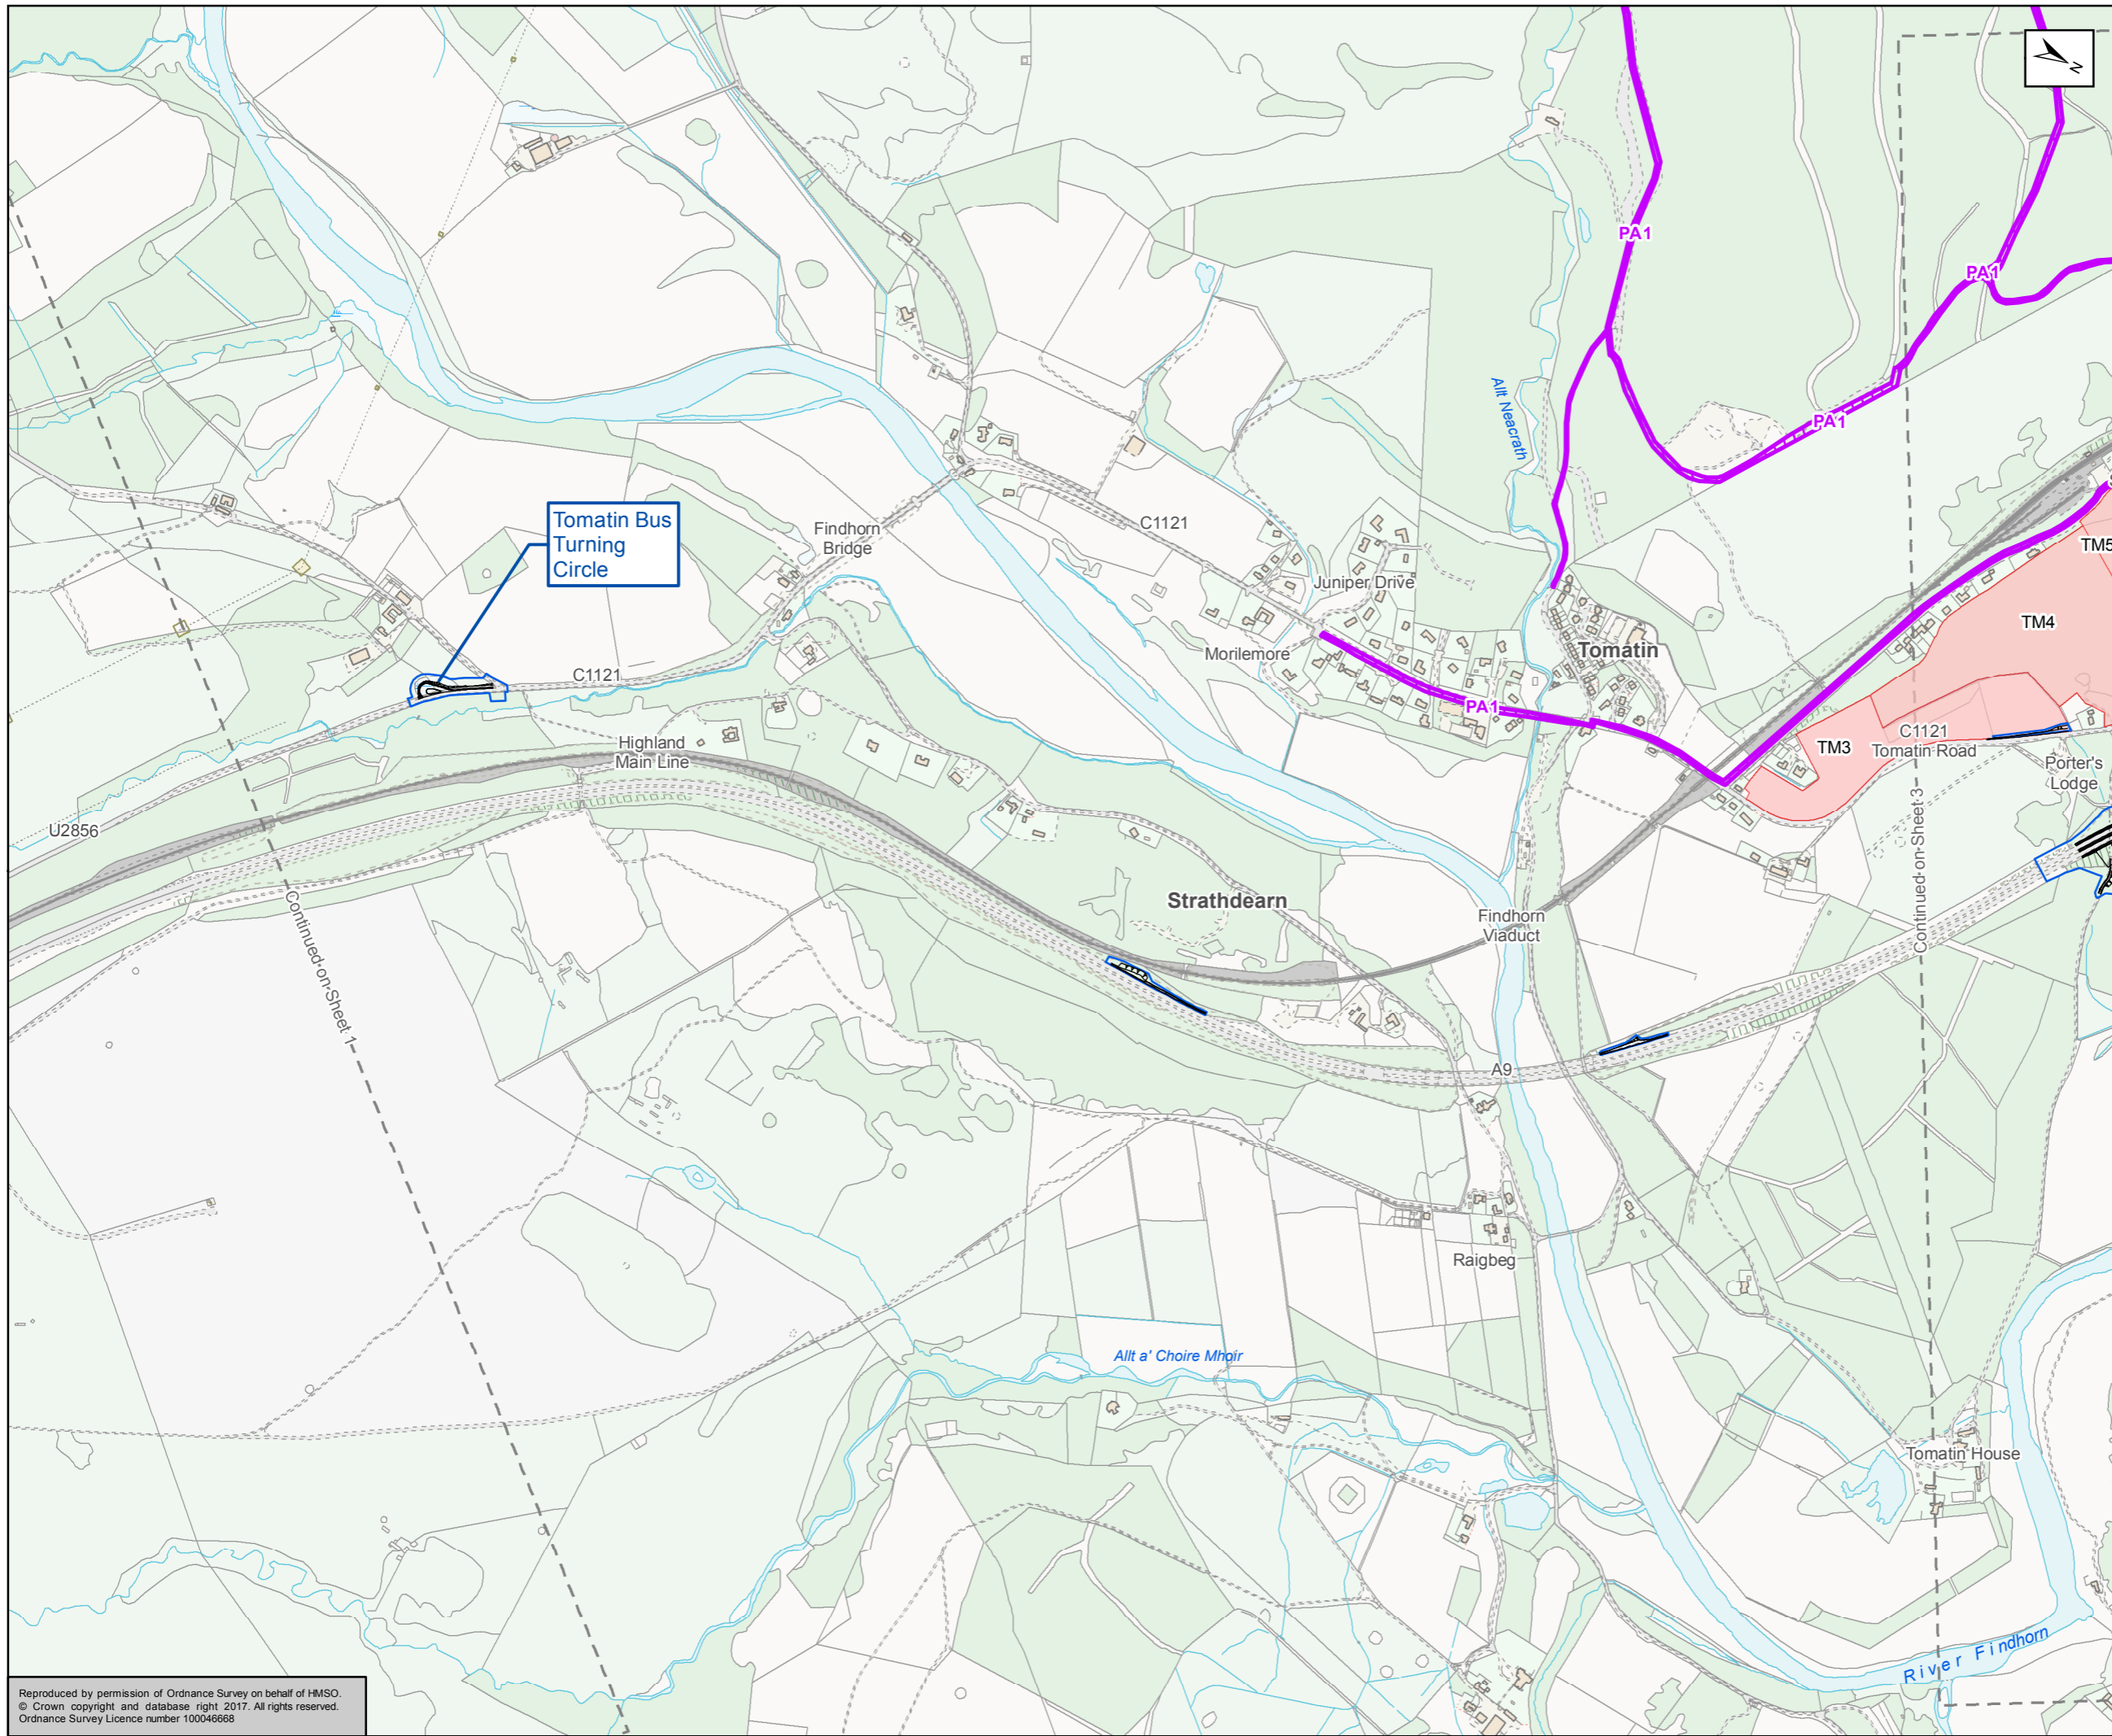 N
PA1
PA1
Allt Neacrath
PA1
Tomatin Bus
Turning
Circle
Findhorn
Bridge
C1121
TM5
Juniper Drive
TM4
Tomatin
Morilemore
C1121
PA1
Highland
Main Line
TM3
C1121
Tomatin Road
Porter's
Lodge
U2856
Continued on Sheet 3
Strathdearn
Findhorn
Viaduct
Continued on Sheet 1
A9
Raigbeg
Allt a' Choire Mhoir
Tomatin House
River Findhorn
Reproduced by permission of Ordnance Survey on behalf of HMSO.
© Crown copyright and database right 2017. All rights reserved.
Ordnance Survey Licence number 100046668